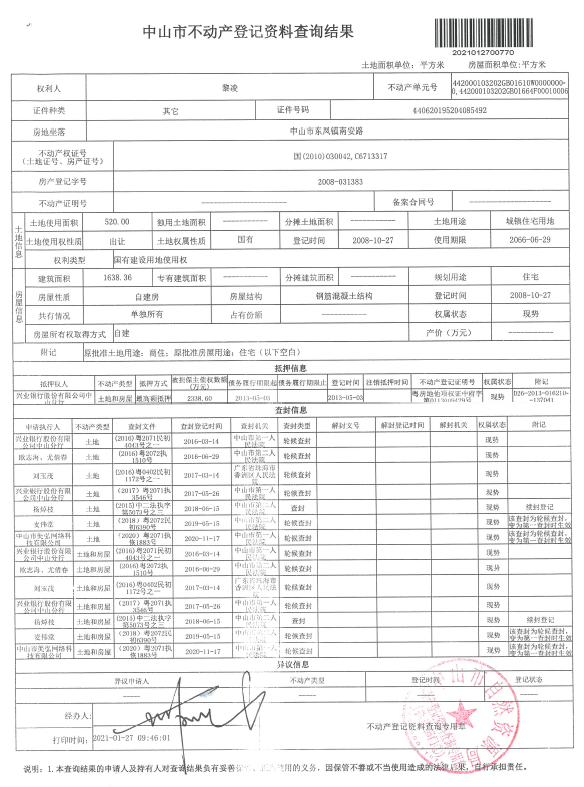 中山市不动产登记资料查询结果
2021012700770
土地面积单位: 平方米 房屋面积单位:平方米
权利人 黎凌 不动产单元号 442000103202GB01610W00000000,442000103202GB01664F00010006
证件种类 其它 证件号码 440620195204085492
房地坐落 中山市东凤镇南安路
不动产权证号(土地证号、房产证号) 国(2010)030042,C6713317
房产登记字号 2008-031383
不动产证明号 ---------------- 备案合同号 ----------------
土地信息
土地使用面积 520.00 独用土地面积 ------------ 分摊土地面积 ------------ 土地用途 城镇住宅用地
土地使用权性质 出让 土地权属性质 国有 登记时间 2008-10-27 使用期限 2066-06-29
权利类型 国有建设用地使用权
房屋信息
建筑面积 1638.36 专有建筑面积 ------------ 分摊建筑面积 ------------ 规划用途 住宅
房屋性质 自建房 房屋结构 钢筋混凝土结构 登记时间 2008-10-27
共有情况 单独所有 占有份额 ------------ 权属状态 现势
房屋所有权取得方式 自建 产价(万元) ------------
附记 原批准土地用途:商住;原批准房屋用途:住宅(以下空白)
抵押信息
抵押权人 不动产类型 抵押方式 被担保主债权数额(万元) 债务履行期限起 债务履行期限止 登记时间 注销抵押时间 不动产登记证明号 权属状态 附记
兴业银行股份有限公司中山分行 土地和房屋 最高额抵押 2338.60 2013-05-03 2013-05-03 现势 D26-2013-016210-137041
查封信息
申请执行人 不动产类型 查封文件 查封时间 查封机关 查封类型 解封文号 解封登记时间 解封机关 权属状态 附记
兴业银行股份有限公司中山分行 土地 (2016)粤2071民初4043号之一 2016-03-14 中山市第一人民法院 轮候查封 现势
欧志海、尤倩春 土地 (2016)粤2072执1510号 2016-06-29 中山市第二人民法院 轮候查封 现势
刘玉茂 土地 (2016)粤0402民初1172号之一 2017-03-14 广东省珠海市香洲区人民法院 轮候查封 现势
兴业银行股份有限公司中山分行 土地 (2017)粤2071执3546号 2017-05-26 中山市第一人民法院 轮候查封 现势
杨焯枝 土地 (2015)中二法执字第5073号之三 2018-05-15 中山市第二人民法院 查封 现势 续封登记
麦伟霖 土地 (2018)粤2072民初6390号 2019-05-15 中山市第二人民法院 轮候查封 现势 该查封为轮候查封,变为第一查封时生效
中山市美弘网络科技有限公司 土地 (2020)粤2071执恢1883号 2020-11-17 中山市第一人民法院 轮候查封 现势 该查封为轮候查封,变为第一查封时生效
兴业银行股份有限公司中山分行 土地和房屋 (2016)粤2071民初4043号之一 2016-03-14 中山市第一人民法院 轮候查封 现势
欧志海、尤倩春 土地和房屋 (2016)粤2072执1510号 2016-06-29 中山市第二人民法院 轮候查封 现势
刘玉茂 土地和房屋 (2016)粤0402民初1172号之一 2017-03-14 广东省珠海市香洲区人民法院 轮候查封 现势
兴业银行股份有限公司中山分行 土地和房屋 (2017)粤2071执3546号 2017-05-26 中山市第一人民法院 轮候查封 现势
杨焯枝 土地和房屋 (2015)中二法执字第5073号之三 2018-05-15 中山市第二人民法院 查封 现势 续封登记
麦伟霖 土地和房屋 (2018)粤2072民初6390号 2019-05-15 中山市第二人民法院 轮候查封 现势 该查封为轮候查封,变为第一查封时生效
中山市美弘网络科技有限公司 土地和房屋 (2020)粤2071执恢1883号 2020-11-17 中山市第一人民法院 轮候查封 现势 该查封为轮候查封,变为第一查封时生效
异议信息
异议申请人 不动产类型 登记时间 登记状态
------ ------ ------ ------
经办人:
不动产登记资料查询专用章
打印时间: 2021-01-27 09:46:01
中山市自然资源局
说明: 1.本查询结果的申请人及持有人对查询结果负有妥善使用的义务, 因保管不善或不当使用造成的法律后果, 自行承担责任。